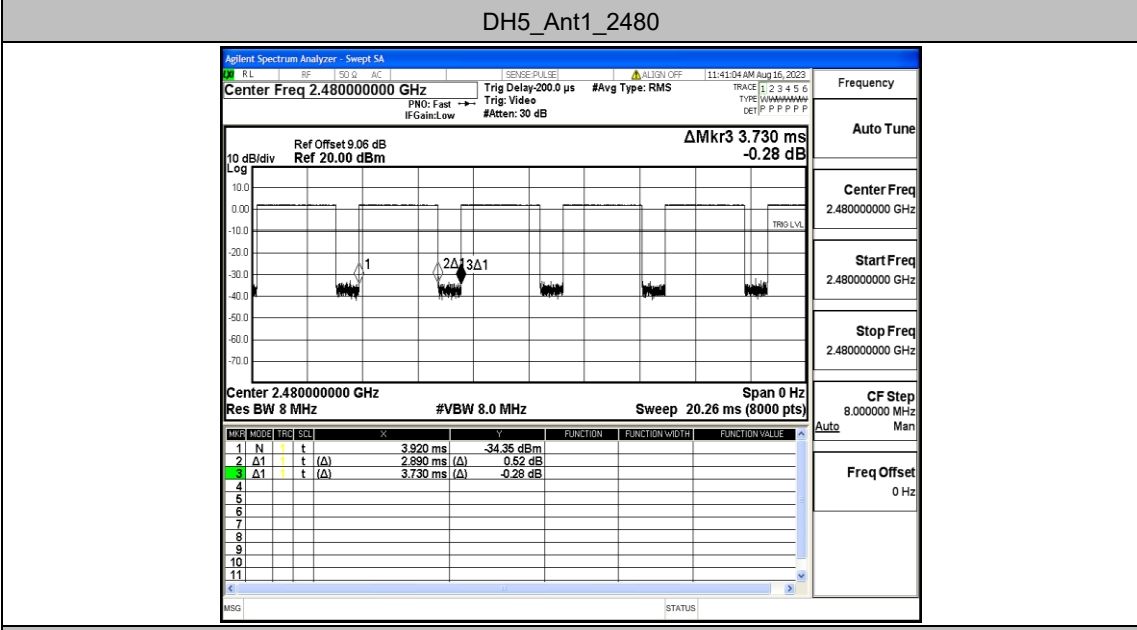 DH5_Ant1_2480
Agilent Spectrum Analyzer - Swept SA
RL RF 50 Ω AC SENSE:PULSE ALIGN OFF 11:41:04 AM Aug 16, 2023
Center Freq 2.480000000 GHz
PNO: Fast
IFGain:Low
Trig Delay-200.0 µs
Trig: Video
#Atten: 30 dB
#Avg Type: RMS
TRACE 1 2 3 4 5 6
TYPE WWWWWW
DET P P P P P P
ΔMkr3 3.730 ms
-0.28 dB
Ref Offset 9.06 dB
10 dB/div Ref 20.00 dBm
Log
10.0
0.00
-10.0
-20.0
-30.0
-40.0
-50.0
-60.0
-70.0
TRIG LVL
1
2Δ1
3Δ1
Center 2.480000000 GHz Span 0 Hz
Res BW 8 MHz #VBW 8.0 MHz Sweep 20.26 ms (8000 pts)
MKR MODE TRC SCL X Y FUNCTION FUNCTION WIDTH FUNCTION VALUE
1 N 1 t 3.920 ms -34.35 dBm
2 Δ1 1 t (Δ) 2.890 ms (Δ) 0.52 dB
3 Δ1 1 t (Δ) 3.730 ms (Δ) -0.28 dB
4
5
6
7
8
9
10
11
MSG STATUS
Frequency
Auto Tune
Center Freq
2.480000000 GHz
Start Freq
2.480000000 GHz
Stop Freq
2.480000000 GHz
CF Step
8.000000 MHz
Auto Man
Freq Offset
0 Hz